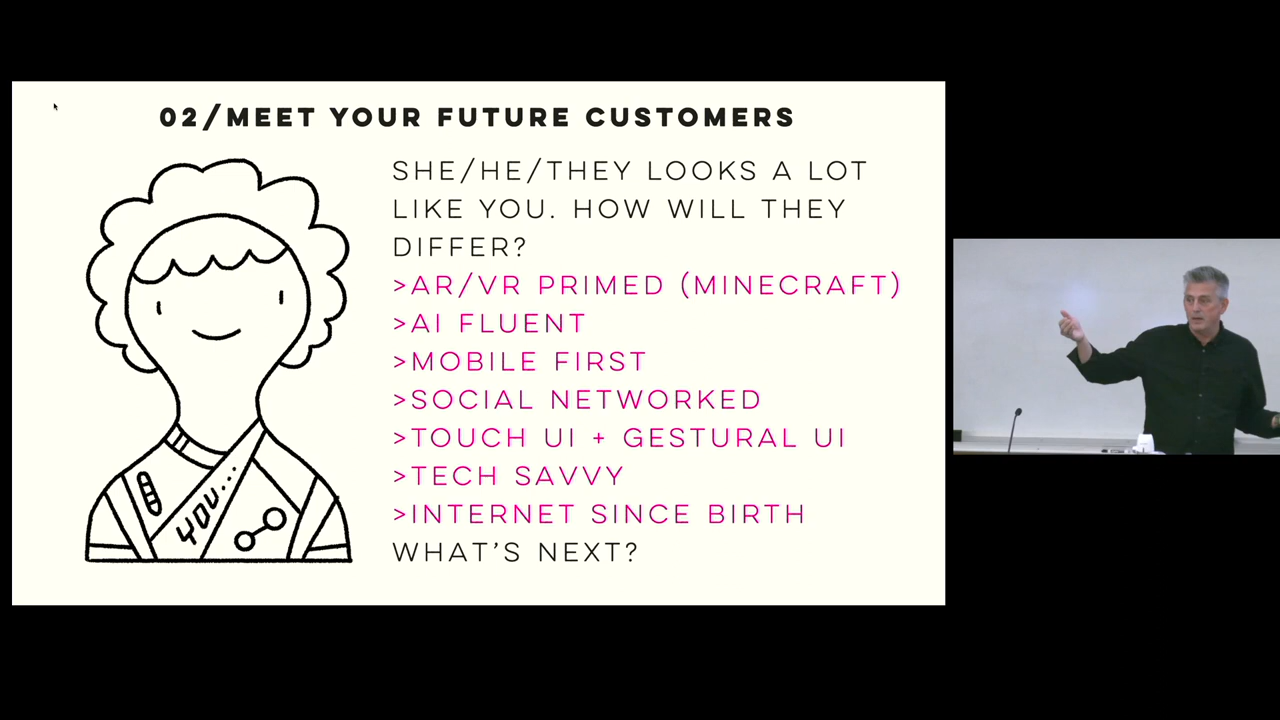 02/MEET YOUR FUTURE CUSTOMERS
SHE/HE/THEY LOOKS A LOT
LIKE YOU. HOW WILL THEY
DIFFER?
>AR/VR PRIMED (MINECRAFT)
>AI FLUENT
>MOBILE FIRST
>SOCIAL NETWORKED
>TOUCH UI + GESTURAL UI
>TECH SAVVY
>INTERNET SINCE BIRTH
WHAT'S NEXT?
YOU...